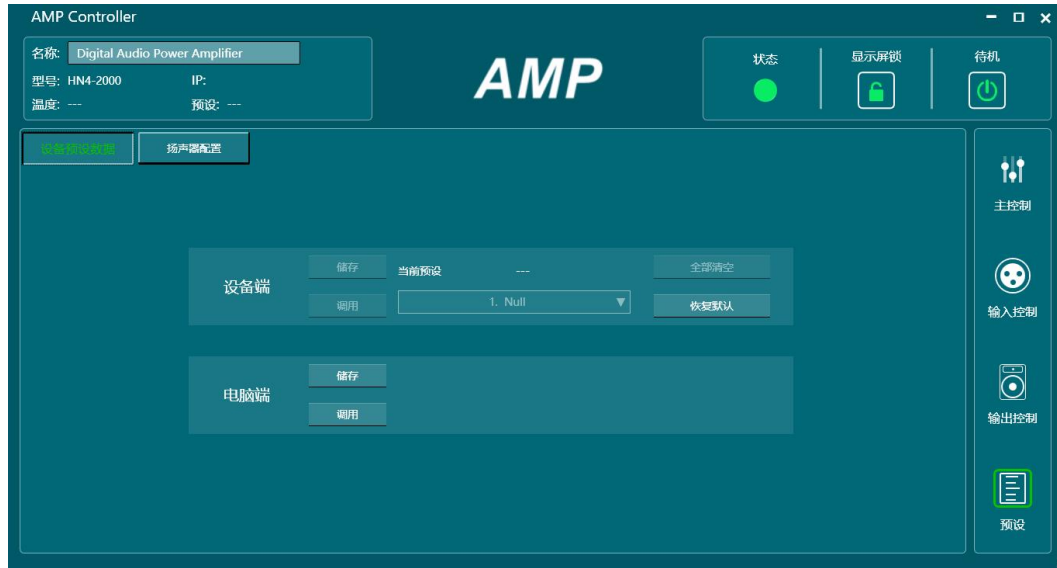 AMP Controller
名称: Digital Audio Power Amplifier
型号: HN4-2000 IP:
温度: --- 预设: ---
AMP
状态 显示屏锁 待机
设备预设数据 扬声器配置
设备端
储存 当前预设 --- 全部清空
调用 1. Null 恢复默认
电脑端
储存
调用
主控制
输入控制
输出控制
预设